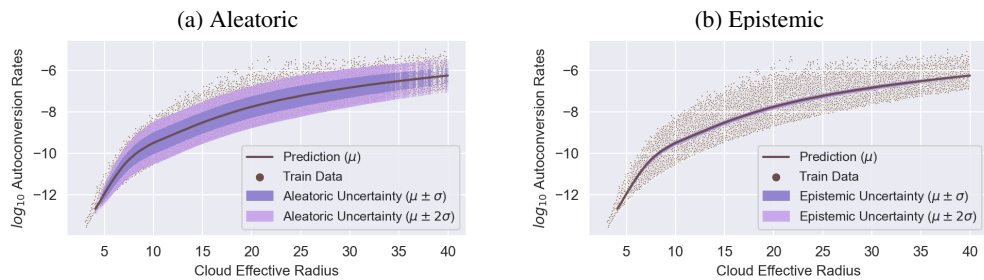 (a) Aleatoric
log10 Autoconversion Rates
−6
−8
−10
−12
Prediction (μ)
Train Data
Aleatoric Uncertainty (μ ± σ)
Aleatoric Uncertainty (μ ± 2σ)
5 10 15 20 25 30 35 40
Cloud Effective Radius
(b) Epistemic
log10 Autoconversion Rates
−6
−8
−10
−12
Prediction (μ)
Train Data
Epistemic Uncertainty (μ ± σ)
Epistemic Uncertainty (μ ± 2σ)
5 10 15 20 25 30 35 40
Cloud Effective Radius